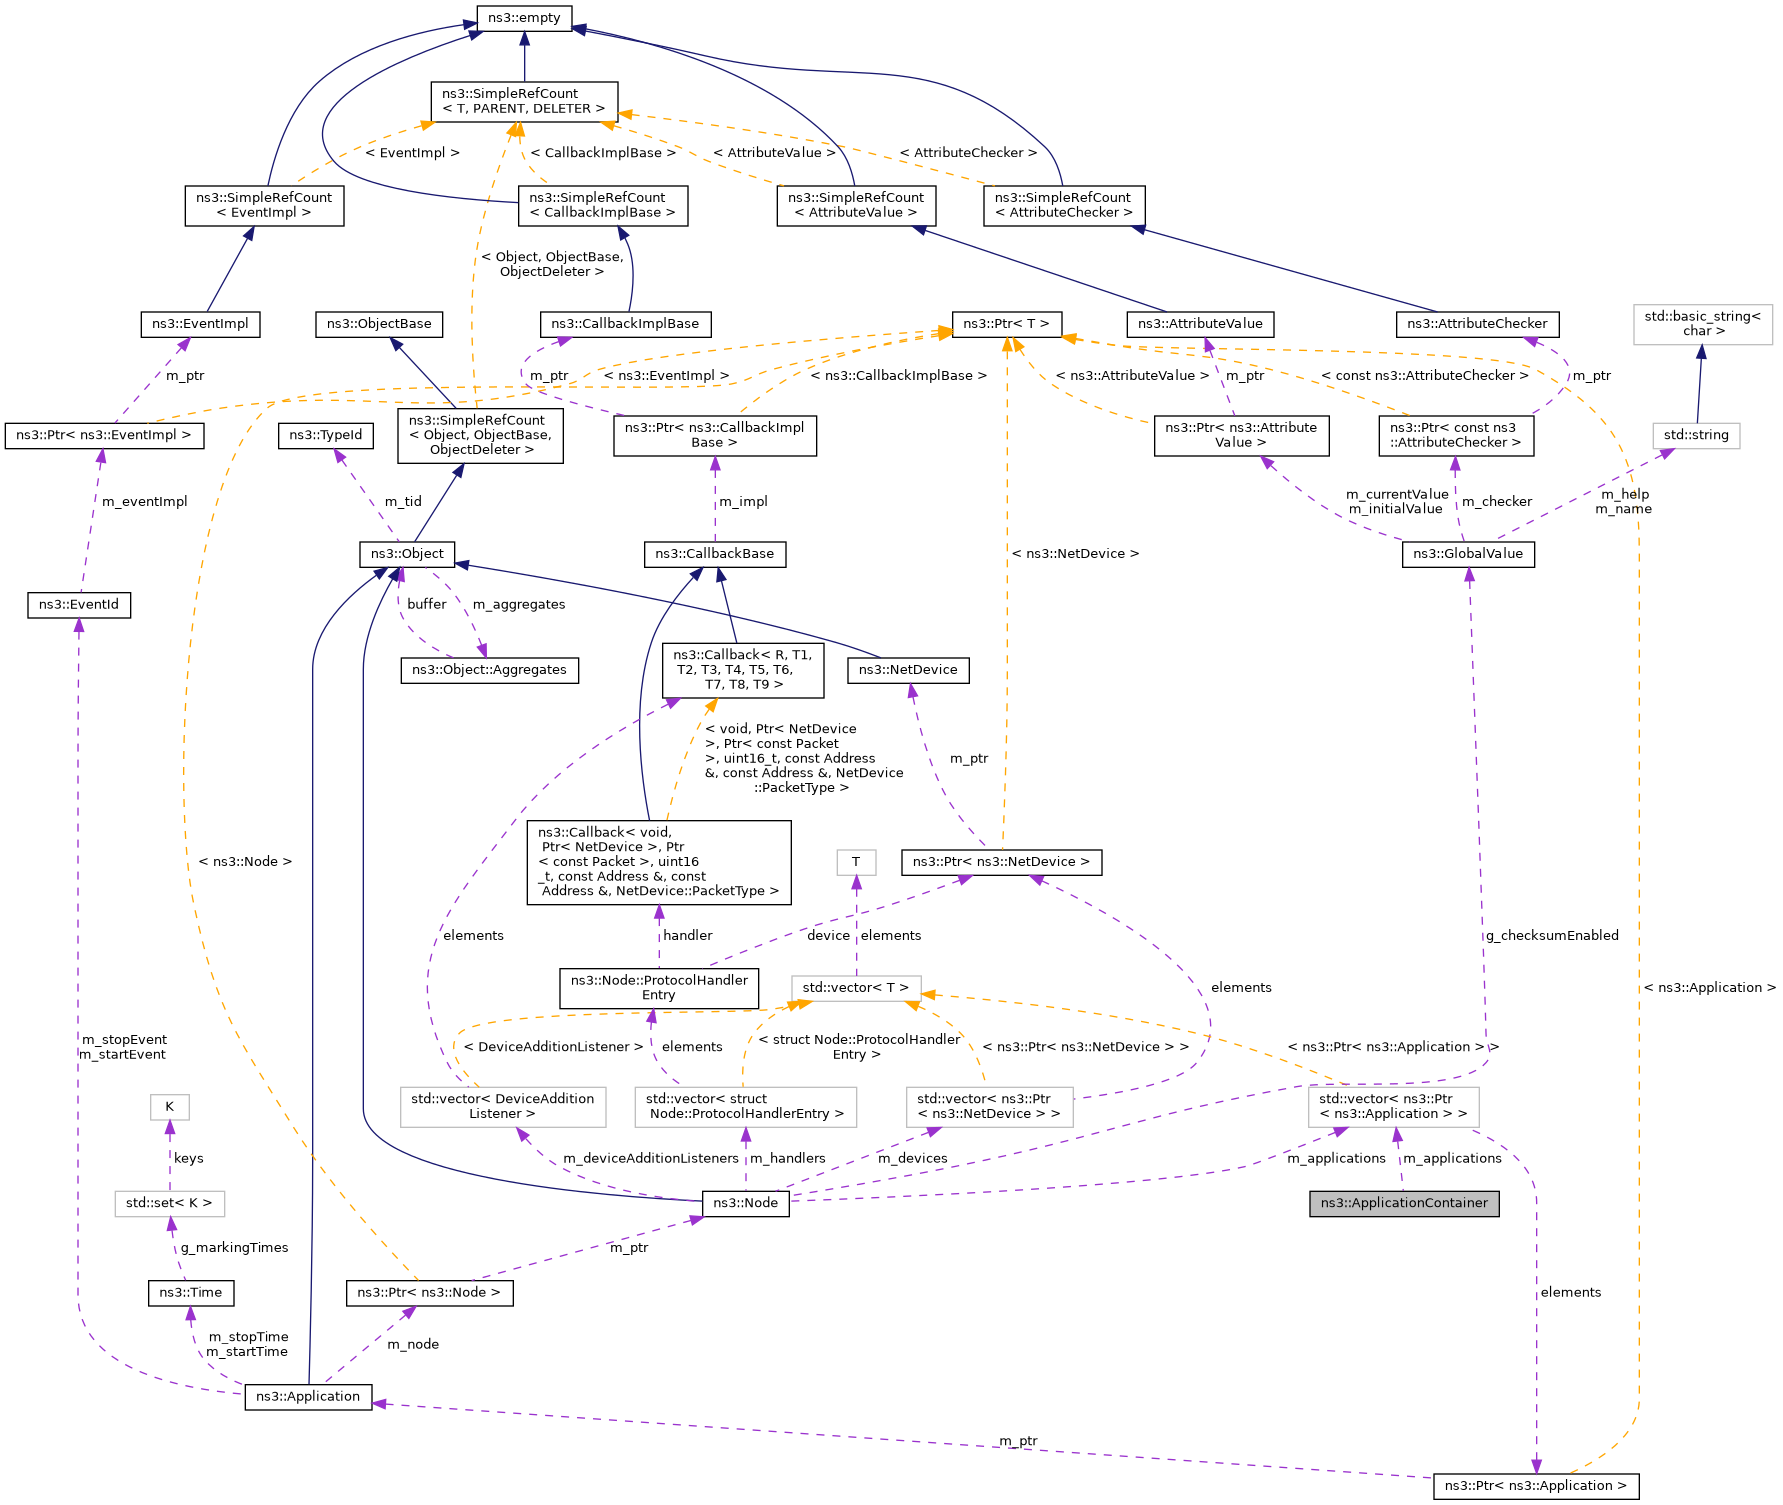 ns3::empty
ns3::SimpleRefCount
< T, PARENT, DELETER >
< EventImpl >
< CallbackImplBase >
< AttributeValue >
< AttributeChecker >
ns3::SimpleRefCount
< EventImpl >
ns3::SimpleRefCount
< CallbackImplBase >
ns3::SimpleRefCount
< AttributeValue >
ns3::SimpleRefCount
< AttributeChecker >
< Object, ObjectBase,
ObjectDeleter >
ns3::EventImpl
ns3::ObjectBase
ns3::CallbackImplBase
ns3::Ptr< T >
ns3::AttributeValue
ns3::AttributeChecker
std::basic_string<
char >
m_ptr
m_ptr
< ns3::EventImpl >
< ns3::CallbackImplBase >
< ns3::AttributeValue >
m_ptr
< const ns3::AttributeChecker >
m_ptr
ns3::Ptr< ns3::EventImpl >
ns3::TypeId
ns3::SimpleRefCount
< Object, ObjectBase,
ObjectDeleter >
ns3::Ptr< ns3::CallbackImpl
Base >
ns3::Ptr< ns3::Attribute
Value >
ns3::Ptr< const ns3
::AttributeChecker >
std::string
m_eventImpl
m_tid
m_impl
m_currentValue
m_initialValue
m_checker
m_help
m_name
ns3::Object
ns3::CallbackBase
< ns3::NetDevice >
ns3::GlobalValue
ns3::EventId
buffer
m_aggregates
ns3::Object::Aggregates
ns3::Callback< R, T1,
T2, T3, T4, T5, T6,
T7, T8, T9 >
ns3::NetDevice
< void, Ptr< NetDevice
>, Ptr< const Packet
>, uint16_t, const Address
&, const Address &, NetDevice
::PacketType >
m_ptr
< ns3::Node >
ns3::Callback< void,
Ptr< NetDevice >, Ptr
< const Packet >, uint16
_t, const Address &, const
Address &, NetDevice::PacketType >
T
ns3::Ptr< ns3::NetDevice >
elements
handler
device
elements
g_checksumEnabled
ns3::Node::ProtocolHandler
Entry
std::vector< T >
elements
< ns3::Application >
m_stopEvent
m_startEvent
< DeviceAdditionListener >
elements
< struct Node::ProtocolHandler
Entry >
< ns3::Ptr< ns3::NetDevice > >
< ns3::Ptr< ns3::Application > >
K
std::vector< DeviceAddition
Listener >
std::vector< struct
Node::ProtocolHandlerEntry >
std::vector< ns3::Ptr
< ns3::NetDevice > >
std::vector< ns3::Ptr
< ns3::Application > >
keys
m_deviceAdditionListeners
m_handlers
m_devices
m_applications
m_applications
std::set< K >
ns3::Node
ns3::ApplicationContainer
g_markingTimes
m_ptr
ns3::Time
ns3::Ptr< ns3::Node >
elements
m_stopTime
m_startTime
m_node
ns3::Application
m_ptr
ns3::Ptr< ns3::Application >